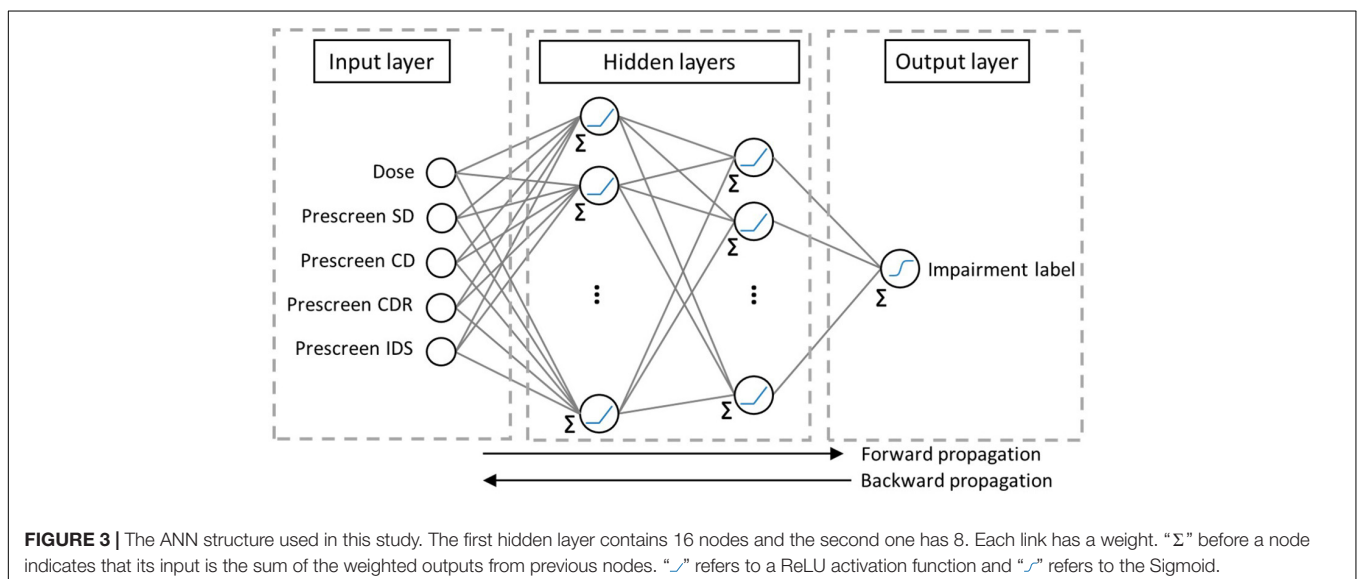 Input layer
Hidden layers
Output layer
Dose
Prescreen SD
Prescreen CD
Prescreen CDR
Prescreen IDS
Σ
Σ
Σ
Σ
Σ
Σ
Σ
Impairment label
Forward propagation
Backward propagation
FIGURE 3 | The ANN structure used in this study. The first hidden layer contains 16 nodes and the second one has 8. Each link has a weight. “Σ” before a node
indicates that its input is the sum of the weighted outputs from previous nodes. “” refers to a ReLU activation function and “” refers to the Sigmoid.